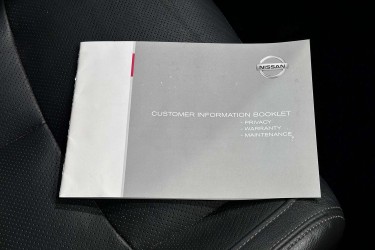 NISSAN
CUSTOMER INFORMATION BOOKLET
- PRIVACY
- WARRANTY
- MAINTENANCE